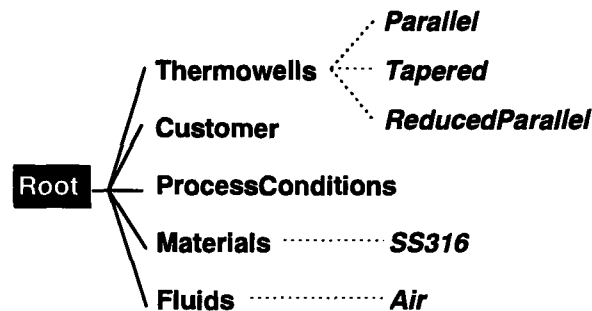 Parallel
Thermowells Tapered
ReducedParallel
Customer
Root ProcessConditions
Materials SS316
Fluids Air